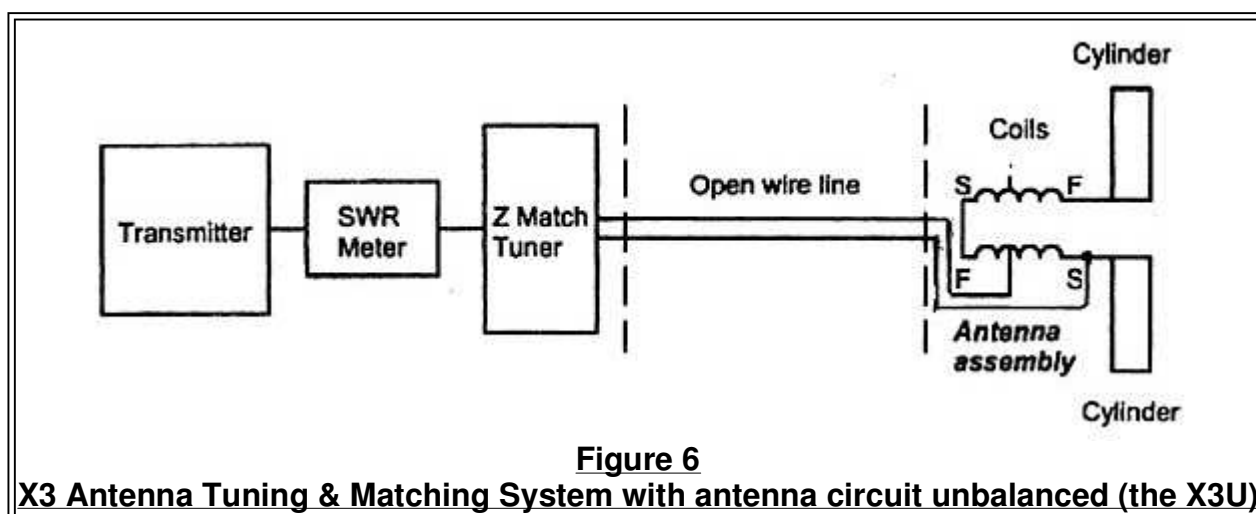 Cylinder
Coils
S
F
Open wire line
Transmitter
SWR
Meter
Z Match
Tuner
F
S
Antenna
assembly
Cylinder
Figure 6
X3 Antenna Tuning & Matching System with antenna circuit unbalanced (the X3U)